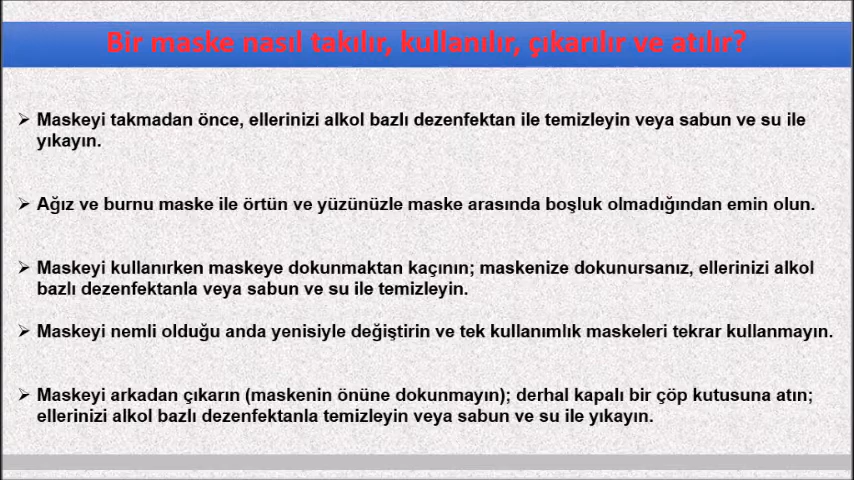 Bir maske nasıl takılır, kullanılır, çıkarılır ve atılır?
➢ Maskeyi takmadan önce, ellerinizi alkol bazlı dezenfektan ile temizleyin veya sabun ve su ile
yıkayın.
➢ Ağız ve burnu maske ile örtün ve yüzünüzle maske arasında boşluk olmadığından emin olun.
➢ Maskeyi kullanırken maskeye dokunmaktan kaçının; maskenize dokunursanız, ellerinizi alkol
bazlı dezenfektanla veya sabun ve su ile temizleyin.
➢ Maskeyi nemli olduğu anda yenisiyle değiştirin ve tek kullanımlık maskeleri tekrar kullanmayın.
➢ Maskeyi arkadan çıkarın (maskenin önüne dokunmayın); derhal kapalı bir çöp kutusuna atın;
ellerinizi alkol bazlı dezenfektanla temizleyin veya sabun ve su ile yıkayın.